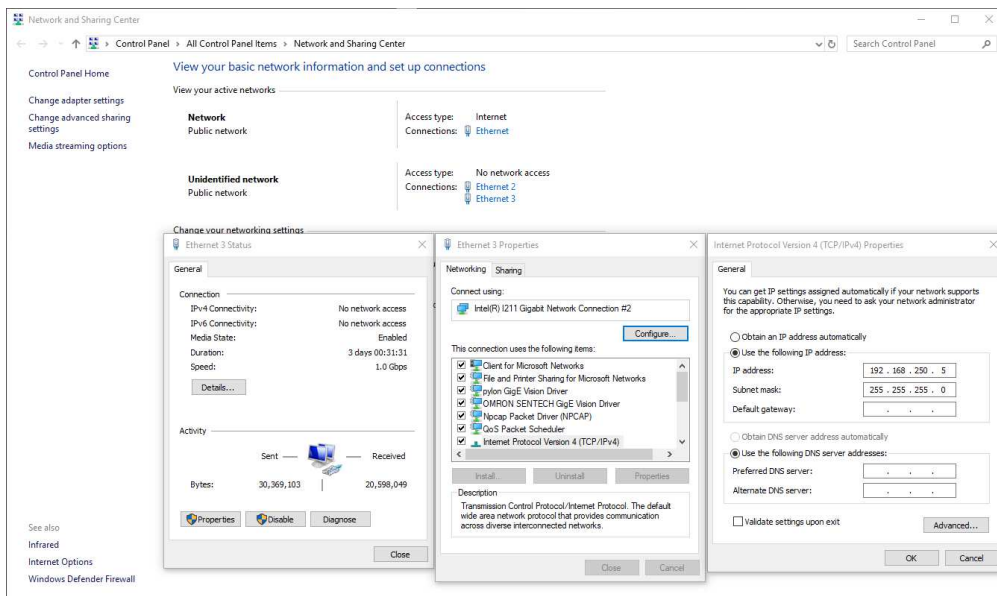 Network and Sharing Center
Control Panel > All Control Panel Items > Network and Sharing Center
Search Control Panel
Control Panel Home
Change adapter settings
Change advanced sharing
settings
Media streaming options
See also
Infrared
Internet Options
Windows Defender Firewall
View your basic network information and set up connections
View your active networks
Network
Public network
Access type: Internet
Connections: Ethernet
Unidentified network
Public network
Access type: No network access
Connections: Ethernet 2
Ethernet 3
Change your networking settings
Ethernet 3 Status
General
Connection
IPv4 Connectivity: No network access
IPv6 Connectivity: No network access
Media State: Enabled
Duration: 3 days 00:31:31
Speed: 1.0 Gbps
Details...
Activity
Sent — — Received
Bytes: 30,369,103 | 20,598,049
Properties Disable Diagnose
Close
Ethernet 3 Properties
Networking Sharing
Connect using:
Intel(R) I211 Gigabit Network Connection #2
Configure...
This connection uses the following items:
Client for Microsoft Networks
File and Printer Sharing for Microsoft Networks
pylon GigE Vision Driver
OMRON SENTECH GigE Vision Driver
Npcap Packet Driver (NPCAP)
QoS Packet Scheduler
Internet Protocol Version 4 (TCP/IPv4)
Install... Uninstall Properties
Description
Transmission Control Protocol/Internet Protocol. The default
wide area network protocol that provides communication
across diverse interconnected networks.
Close Cancel
Internet Protocol Version 4 (TCP/IPv4) Properties
General
You can get IP settings assigned automatically if your network supports
this capability. Otherwise, you need to ask your network administrator
for the appropriate IP settings.
Obtain an IP address automatically
Use the following IP address:
IP address: 192 . 168 . 250 . 5
Subnet mask: 255 . 255 . 255 . 0
Default gateway: . . .
Obtain DNS server address automatically
Use the following DNS server addresses:
Preferred DNS server: . . .
Alternate DNS server: . . .
Validate settings upon exit
Advanced...
OK Cancel